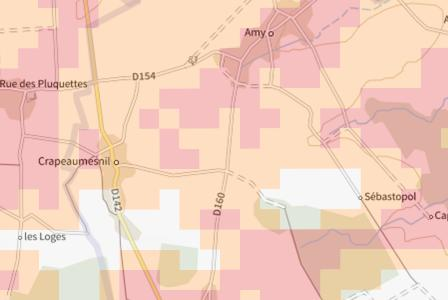 Amy
D154
Rue des Pluquettes
Crapeaumesnil
D142
D160
Sébastopol
les Loges